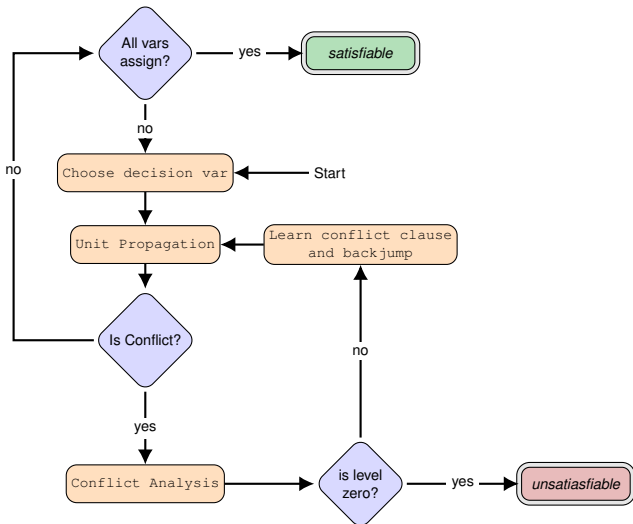 All vars
assign?
yes
satisfiable
no
Choose decision var
Start
no
Unit Propagation
Learn conflict clause
and backjump
Is Conflict?
no
yes
Conflict Analysis
is level
zero?
yes
unsatiasfiable